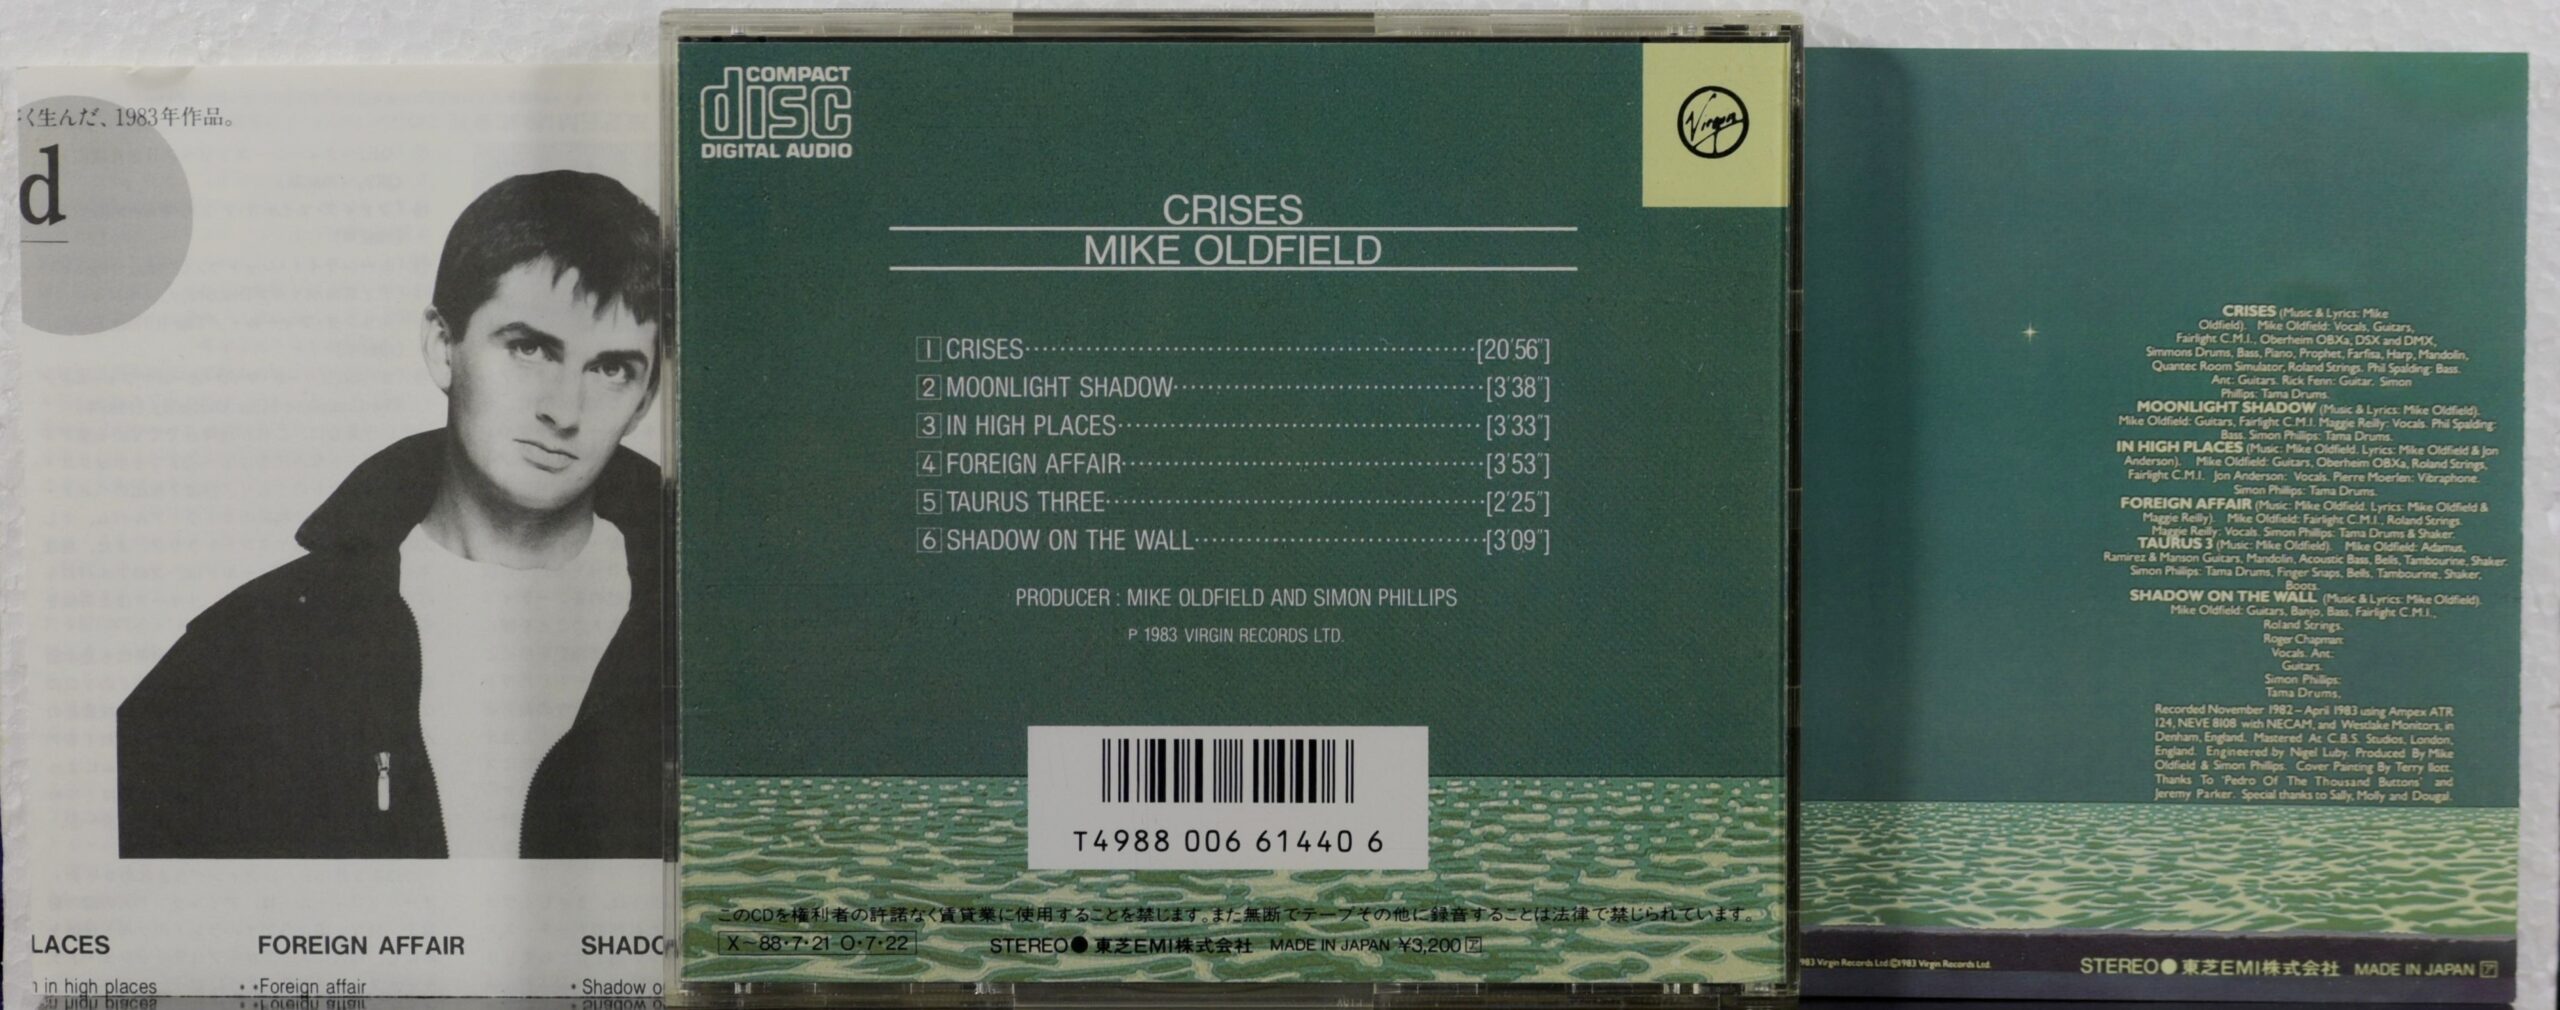 く生んだ、1983年作品。
d
LACES
FOREIGN AFFAIR
SHADO
in high places
・・Foreign affair
・Shadow o
COMPACT
disc
DIGITAL AUDIO
Virgin
CRISES
MIKE OLDFIELD
1 CRISES [20'56"]
2 MOONLIGHT SHADOW [3'38"]
3 IN HIGH PLACES [3'33"]
4 FOREIGN AFFAIR [3'53"]
5 TAURUS THREE [2'25"]
6 SHADOW ON THE WALL [3'09"]
PRODUCER : MIKE OLDFIELD AND SIMON PHILLIPS
P 1983 VIRGIN RECORDS LTD.
T4988 006 61440 6
このCDを権利者の許諾なく賃貸業に使用することを禁じます。また無断でテープその他に録音することは法律で禁じられています。
X〜88・7・21 O・7・22
STEREO● 東芝EMI株式会社 MADE IN JAPAN ¥3,200 ア
CRISES (Music & Lyrics: Mike
Oldfield). Mike Oldfield: Vocals, Guitars,
Fairlight C.M.I., Oberheim OBXa, DSX and DMX,
Simmons Drums, Bass, Piano, Prophet, Farfisa, Harp, Mandolin,
Quantec Room Simulator, Roland Strings. Phil Spalding: Bass.
Ant: Guitars. Rick Fenn: Guitar. Simon
Phillips: Tama Drums.
MOONLIGHT SHADOW (Music & Lyrics: Mike Oldfield).
Mike Oldfield: Guitars, Fairlight C.M.I. Maggie Reilly: Vocals. Phil Spalding:
Bass. Simon Phillips: Tama Drums.
IN HIGH PLACES (Music: Mike Oldfield. Lyrics: Mike Oldfield & Jon
Anderson). Mike Oldfield: Guitars, Oberheim OBXa, Roland Strings,
Fairlight C.M.I. Jon Anderson: Vocals. Pierre Moerlen: Vibraphone.
Simon Phillips: Tama Drums.
FOREIGN AFFAIR (Music: Mike Oldfield. Lyrics: Mike Oldfield &
Maggie Reilly). Mike Oldfield: Fairlight C.M.I., Roland Strings.
Maggie Reilly: Vocals. Simon Phillips: Tama Drums & Shaker.
TAURUS 3 (Music: Mike Oldfield). Mike Oldfield: Adamus,
Ramirez & Manson Guitars, Mandolin, Acoustic Bass, Bells, Tambourine, Shaker.
Simon Phillips: Tama Drums, Finger Snaps, Bells, Tambourine, Shaker,
Boots.
SHADOW ON THE WALL (Music & Lyrics: Mike Oldfield).
Mike Oldfield: Guitars, Banjo, Bass, Fairlight C.M.I.,
Roland Strings.
Roger Chapman:
Vocals. Ant:
Guitars.
Simon Phillips:
Tama Drums.
Recorded November 1982 – April 1983 using Ampex ATR
124, NEVE 8108 with NECAM, and Westlake Monitors, in
Denham, England. Mastered At C.B.S. Studios, London,
England. Engineered by Nigel Luby. Produced By Mike
Oldfield & Simon Phillips. Cover Painting By Terry Ilott.
Thanks To 'Pedro Of The Thousand Buttons' and
Jeremy Parker. Special thanks to Sally, Molly and Dougal.
983 Virgin Records Ltd ©1983 Virgin Records Ltd.
STEREO● 東芝EMI株式会社 MADE IN JAPAN ア